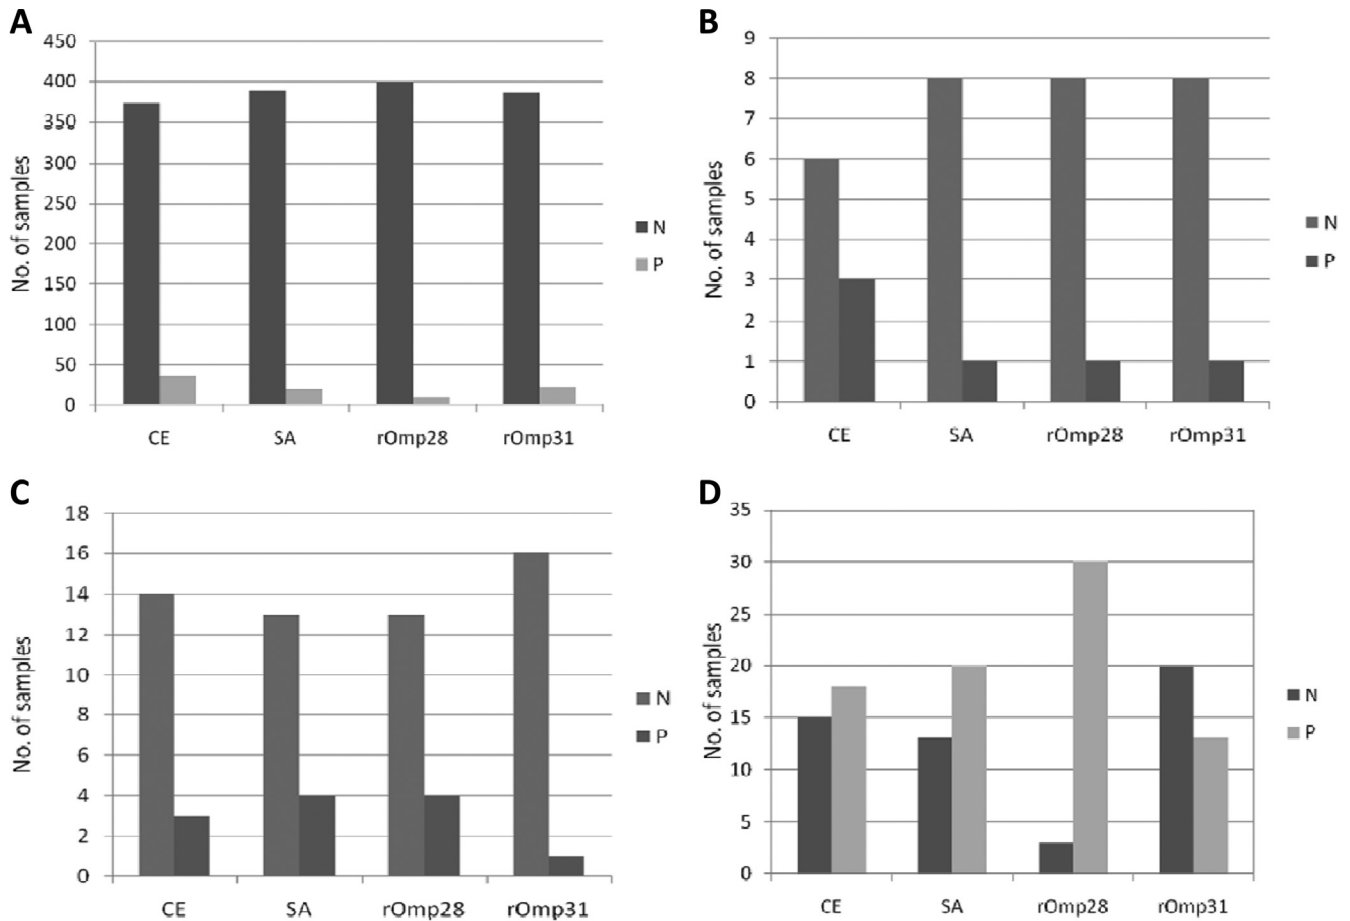 A
450
400
350
300
250
200
150
100
50
0
No. of samples
CE SA rOmp28 rOmp31
N
P
B
9
8
7
6
5
4
3
2
1
0
No. of samples
CE SA rOmp28 rOmp31
N
P
C
18
16
14
12
10
8
6
4
2
0
No. of samples
CE SA rOmp28 rOmp31
N
P
D
35
30
25
20
15
10
5
0
No. of samples
CE SA rOmp28 rOmp31
N
P